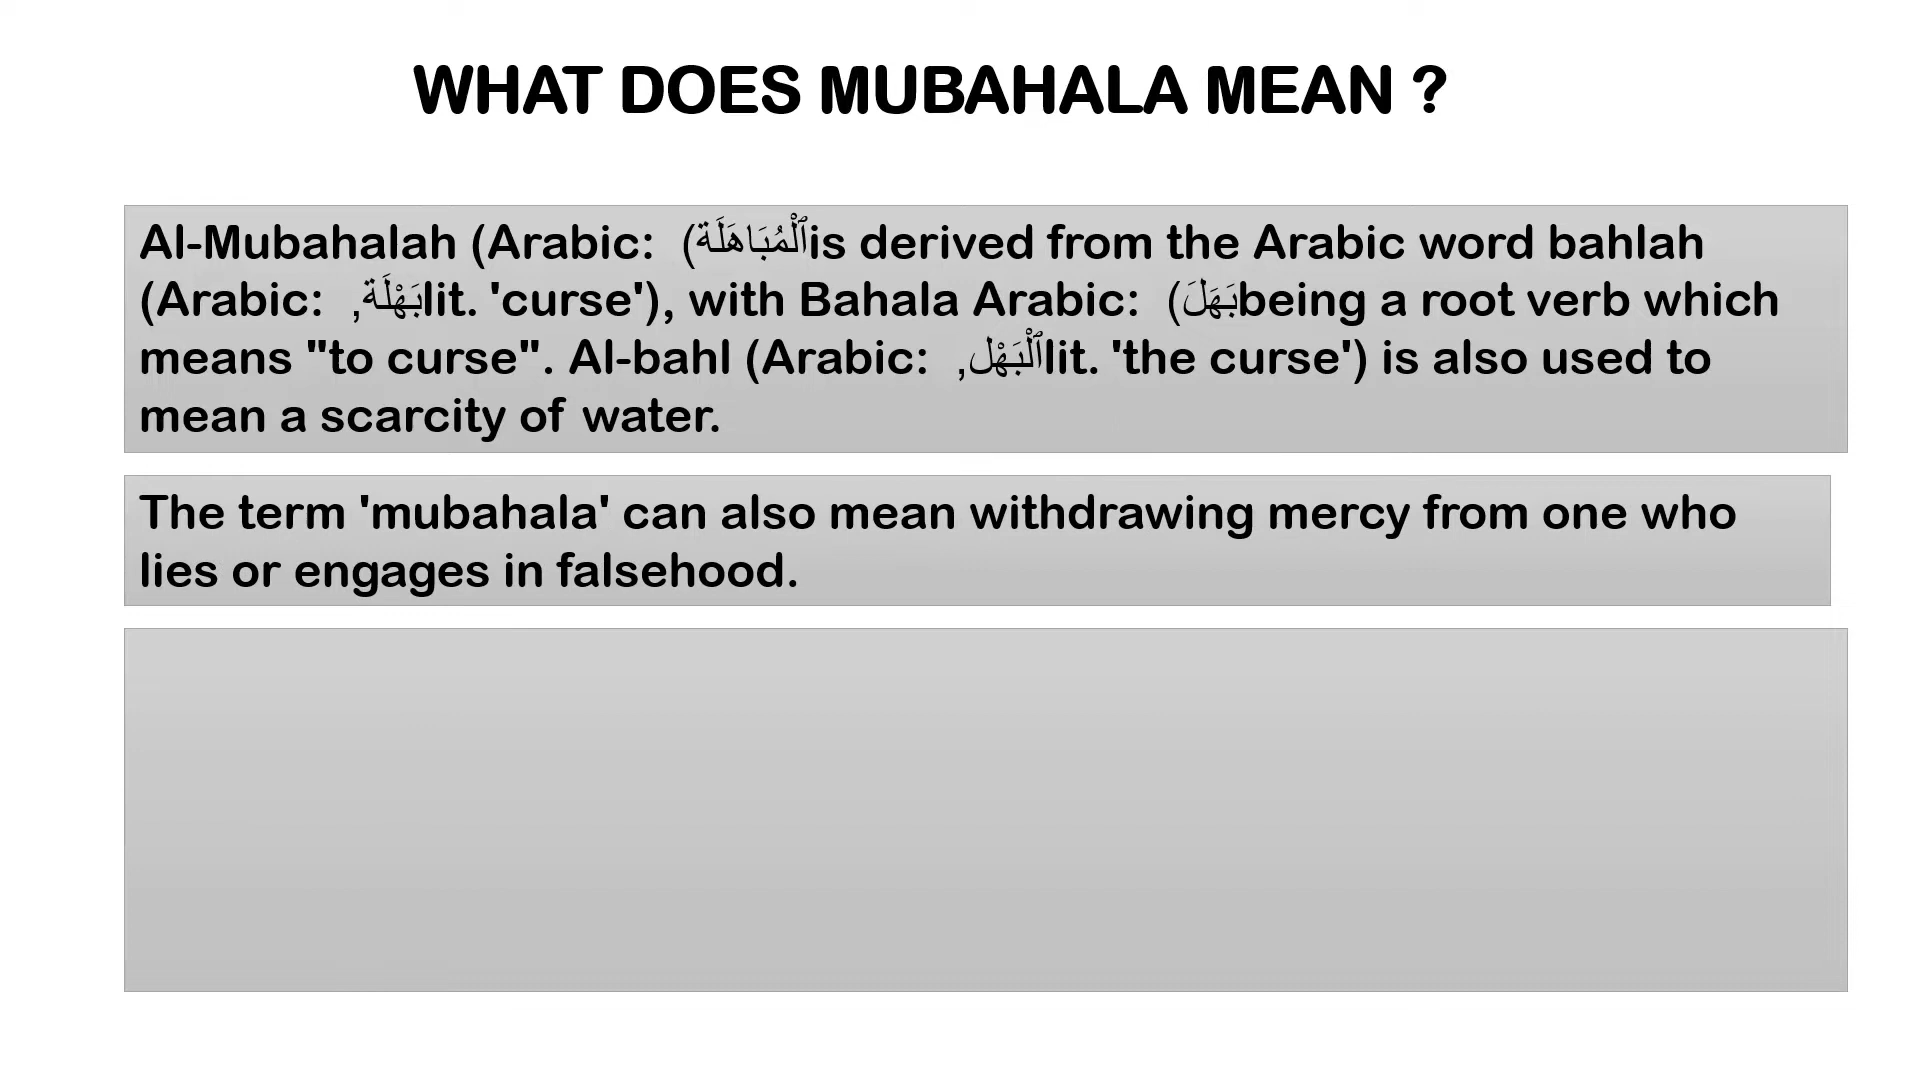 WHAT DOES MUBAHALA MEAN ?
Al-Mubahalah (Arabic: ٱلْمُبَاهَلَة) is derived from the Arabic word bahlah
(Arabic: بَهْلَة, lit. 'curse'), with Bahala Arabic: بَهَلَ) being a root verb which
means "to curse". Al-bahl (Arabic: ٱلْبَهْل, lit. 'the curse') is also used to
mean a scarcity of water.
The term 'mubahala' can also mean withdrawing mercy from one who
lies or engages in falsehood.